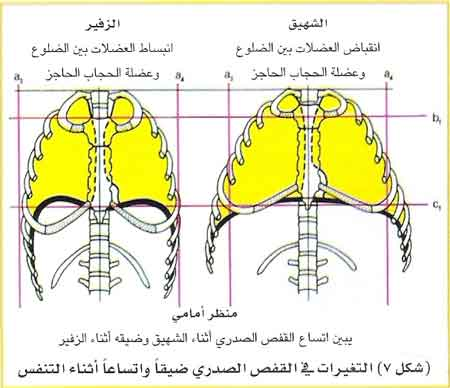 الشهيق
انقباض العضلات بين الضلوع
وعضلة الحجاب الحاجز
الزفير
انبساط العضلات بين الضلوع
وعضلة الحجاب الحاجز
a₃ a₄ a₃ a₄
b₁
c₁
منظر أمامي
يبين اتساع القفص الصدري أثناء الشهيق وضيقه أثناء الزفير
(شكل ٧) التغيرات في القفص الصدري ضيقاً واتساعاً أثناء التنفس